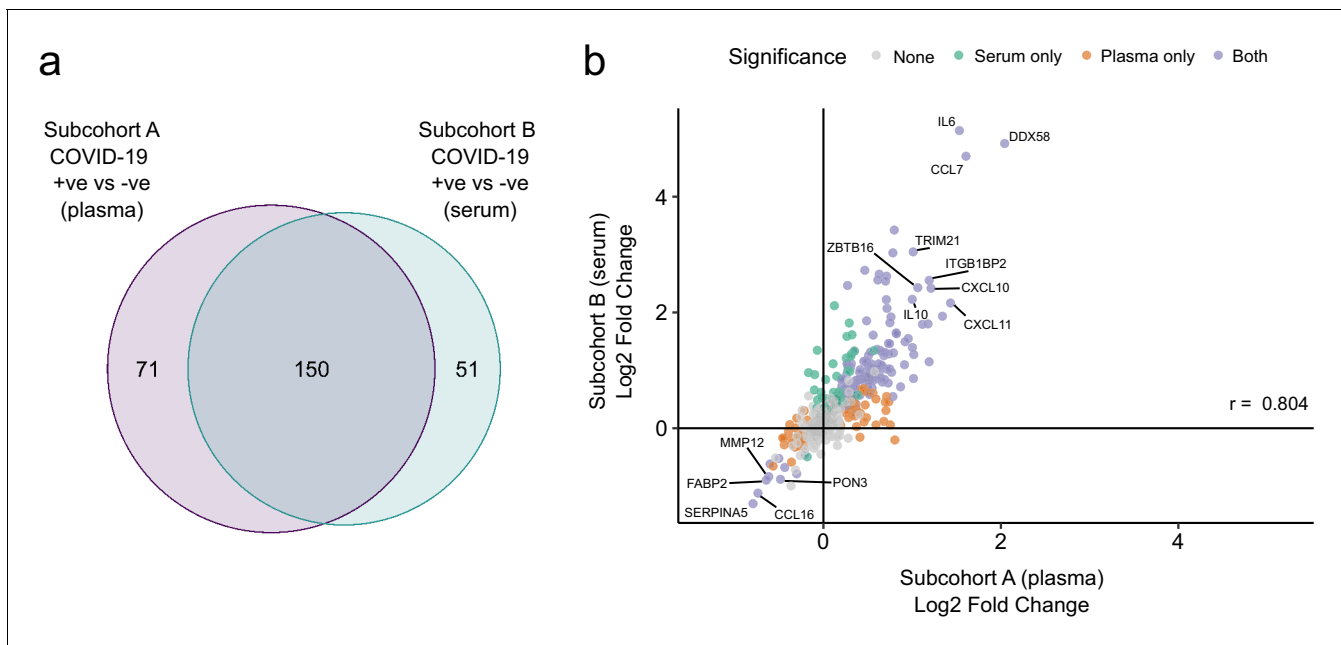 a
Subcohort A
COVID-19
+ve vs -ve
(plasma)
Subcohort B
COVID-19
+ve vs -ve
(serum)
71
150
51
b
Significance None Serum only Plasma only Both
Subcohort B (serum)
Log2 Fold Change
4
2
0
IL6
DDX58
CCL7
ZBTB16
TRIM21
ITGB1BP2
CXCL10
IL10
CXCL11
r = 0.804
MMP12
FABP2
PON3
SERPINA5
CCL16
0 2 4
Subcohort A (plasma)
Log2 Fold Change